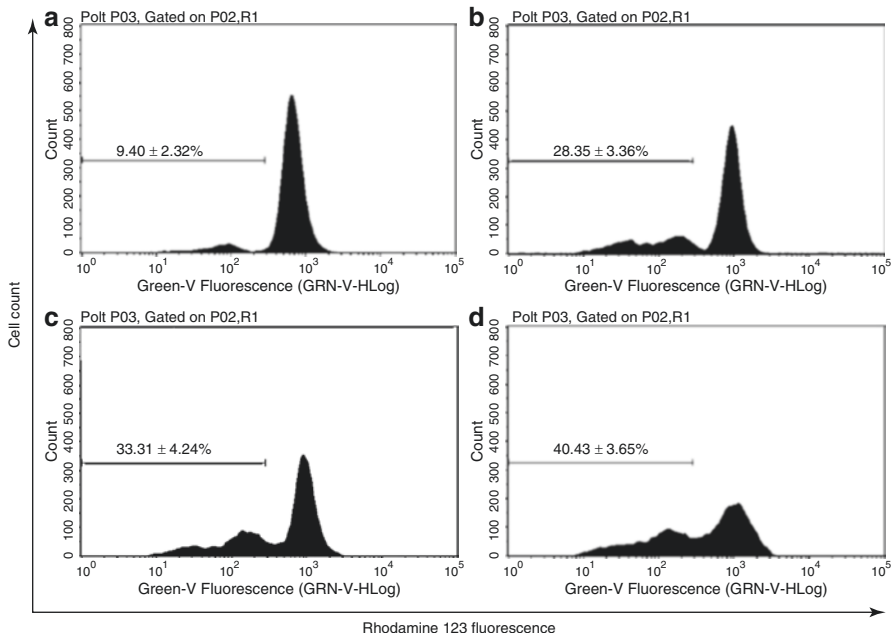 a
Polt P03, Gated on P02,R1
800
700
600
500
400
300
200
100
0
Count
9.40 ± 2.32%
10^0 10^1 10^2 10^3 10^4 10^5
Green-V Fluorescence (GRN-V-HLog)
b
Polt P03, Gated on P02,R1
800
700
600
500
400
300
200
100
0
Count
28.35 ± 3.36%
10^0 10^1 10^2 10^3 10^4 10^5
Green-V Fluorescence (GRN-V-HLog)
c
Polt P03, Gated on P02,R1
800
700
600
500
400
300
200
100
0
Count
33.31 ± 4.24%
10^0 10^1 10^2 10^3 10^4 10^5
Green-V Fluorescence (GRN-V-HLog)
d
Polt P03, Gated on P02,R1
800
700
600
500
400
300
200
100
0
Count
40.43 ± 3.65%
10^0 10^1 10^2 10^3 10^4 10^5
Green-V Fluorescence (GRN-V-HLog)
Cell count
Rhodamine 123 fluorescence